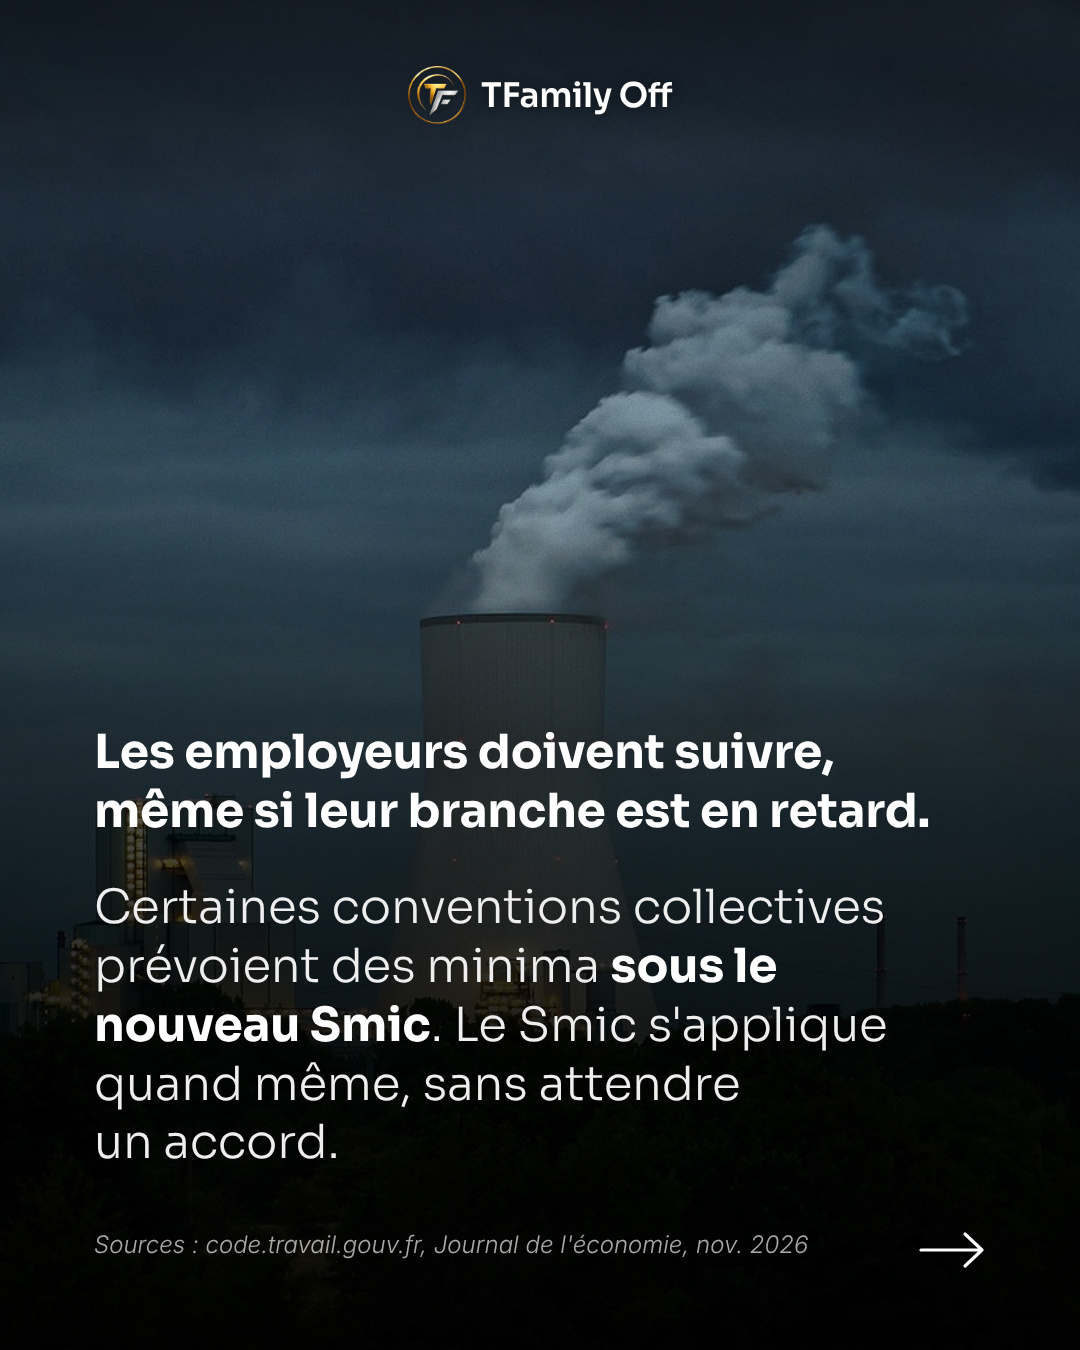 TFamily Off
Les employeurs doivent suivre,
même si leur branche est en retard.
Certaines conventions collectives
prévoient des minima sous le
nouveau Smic. Le Smic s'applique
quand même, sans attendre
un accord.
Sources : code.travail.gouv.fr, Journal de l'économie, nov. 2026